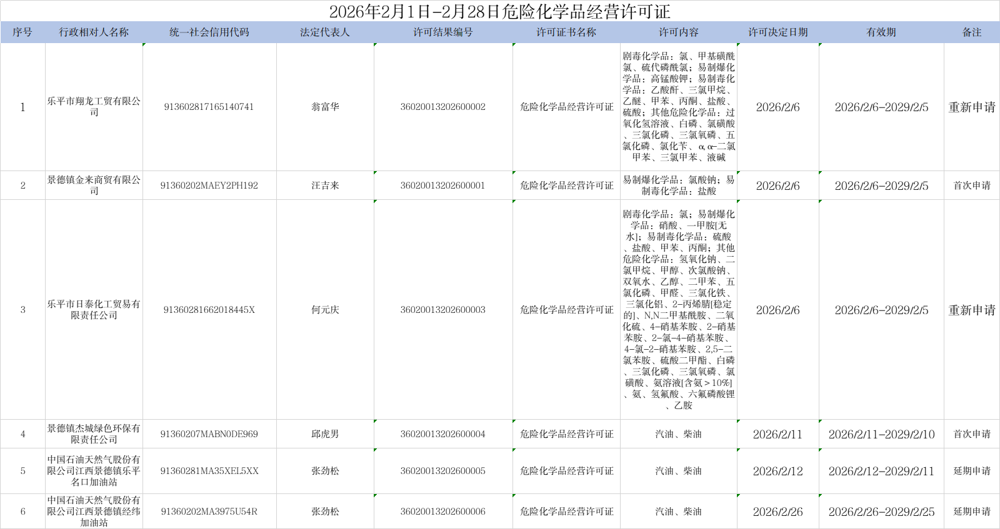 2026年2月1日-2月28日危险化学品经营许可证
序号 行政相对人名称 统一社会信用代码 法定代表人 许可结果编号 许可证书名称 许可内容 许可决定日期 有效期 备注
1 乐平市翔龙工贸有限公
司 913602817165140741 翁富华 36020013202600002 危险化学品经营许可证 剧毒化学品：氯、甲基磺酰
氯、硫代磷酰氯；易制爆化
学品：高锰酸钾；易制毒化
学品：乙酸酐、三氯甲烷、
乙醚、甲苯、丙酮、盐酸、
硫酸；其他危险化学品：过
氧化氢溶液、白磷、氯磺酸
、三氯化磷、三氯氧磷、五
氯化磷、氯化苄、α,α-二氯
甲苯、三氯甲苯、液碱 2026/2/6 2026/2/6-2029/2/5 重新申请
2 景德镇金来商贸有限公
司 91360202MAEY2PH192 汪吉来 36020013202600001 危险化学品经营许可证 易制爆化学品：氯酸钠；易
制毒化学品：盐酸 2026/2/6 2026/2/6-2029/2/5 首次申请
3 乐平市日泰化工贸易有
限责任公司 91360281662018445X 何元庆 36020013202600003 危险化学品经营许可证 剧毒化学品：氯；易制爆化
学品：硝酸、一甲胺[无
水]；易制毒化学品：硫酸
、盐酸、甲苯、丙酮；其他
危险化学品：氢氧化钠、二
氯甲烷、甲醇、次氯酸钠、
双氧水、乙醇、二甲苯、五
氯化磷、甲醛、三氯化铁、
三氯化铝、2-丙烯腈[稳定
的]、N,N二甲基酰胺、二氧
化硫、4-硝基苯胺、2-硝基
苯胺、2-氯-4-硝基苯胺、
4-氯-2-硝基苯胺、2,5-二
氯苯胺、硫酸二甲酯、白磷
、三氯化磷、三氯氧磷、氯
磺酸、氨溶液[含氨＞10%]
、氨、氢氟酸、六氟磷酸锂
、乙胺 2026/2/6 2026/2/6-2029/2/5 重新申请
4 景德镇杰城绿色环保有
限责任公司 91360207MABN0DE969 邱虎男 36020013202600004 危险化学品经营许可证 汽油、柴油 2026/2/11 2026/2/11-2029/2/10 首次申请
5 中国石油天然气股份有
限公司江西景德镇乐平
名口加油站 91360281MA35XEL5XX 张劲松 36020013202600005 危险化学品经营许可证 汽油、柴油 2026/2/12 2026/2/12-2029/2/11 延期申请
6 中国石油天然气股份有
限公司江西景德镇经纬
加油站 91360202MA3975U54R 张劲松 36020013202600006 危险化学品经营许可证 汽油、柴油 2026/2/26 2026/2/26-2029/2/25 延期申请